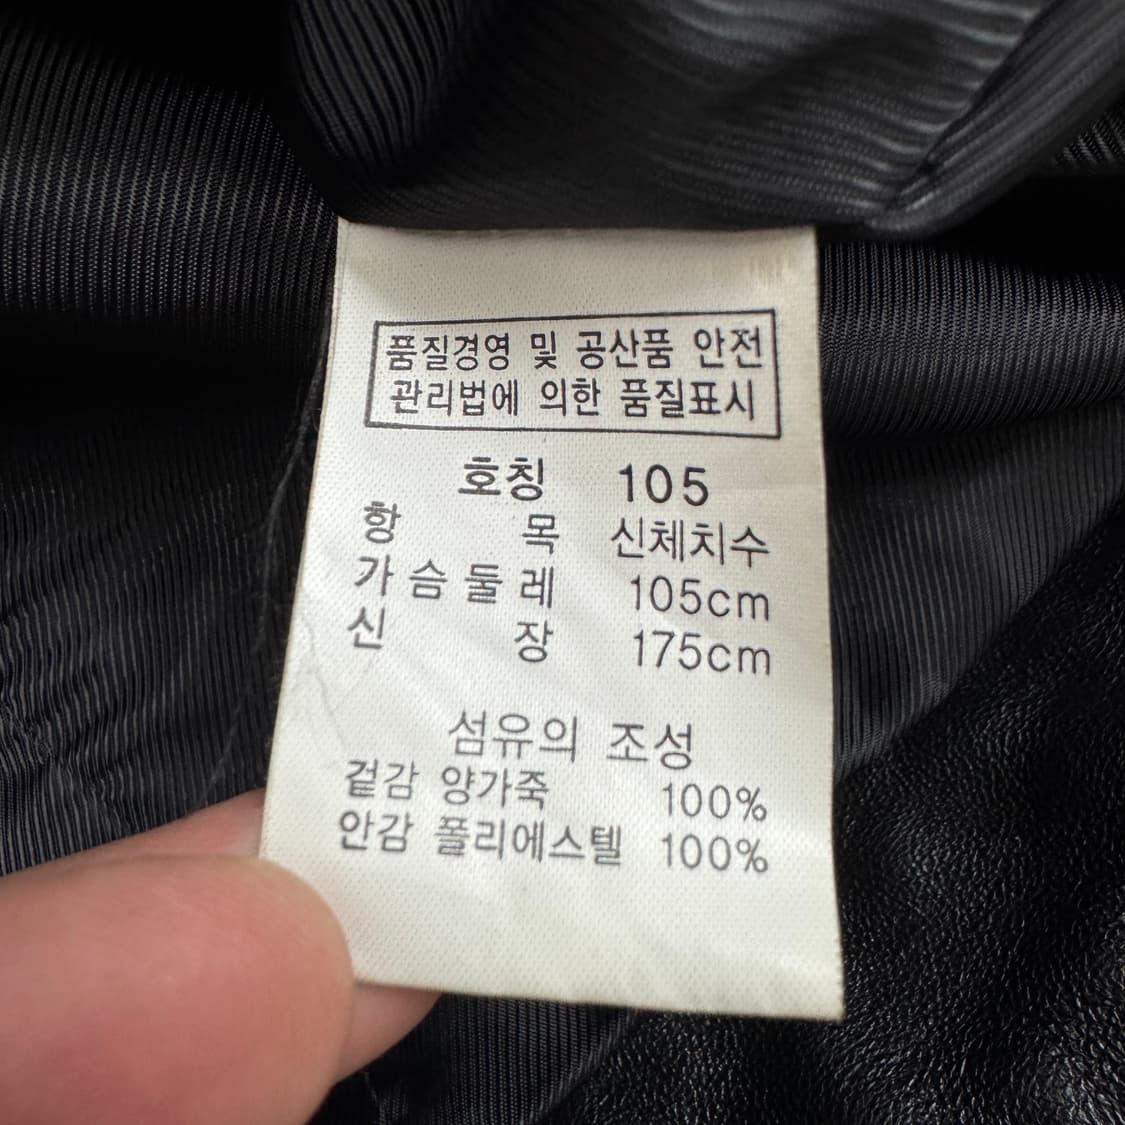 품질경영 및 공산품 안전
관리법에 의한 품질표시
호칭 105
항 목 신체치수
가 슴 둘 레 105cm
신 장 175cm
섬유의 조성
겉감 양가죽 100%
안감 폴리에스텔 100%